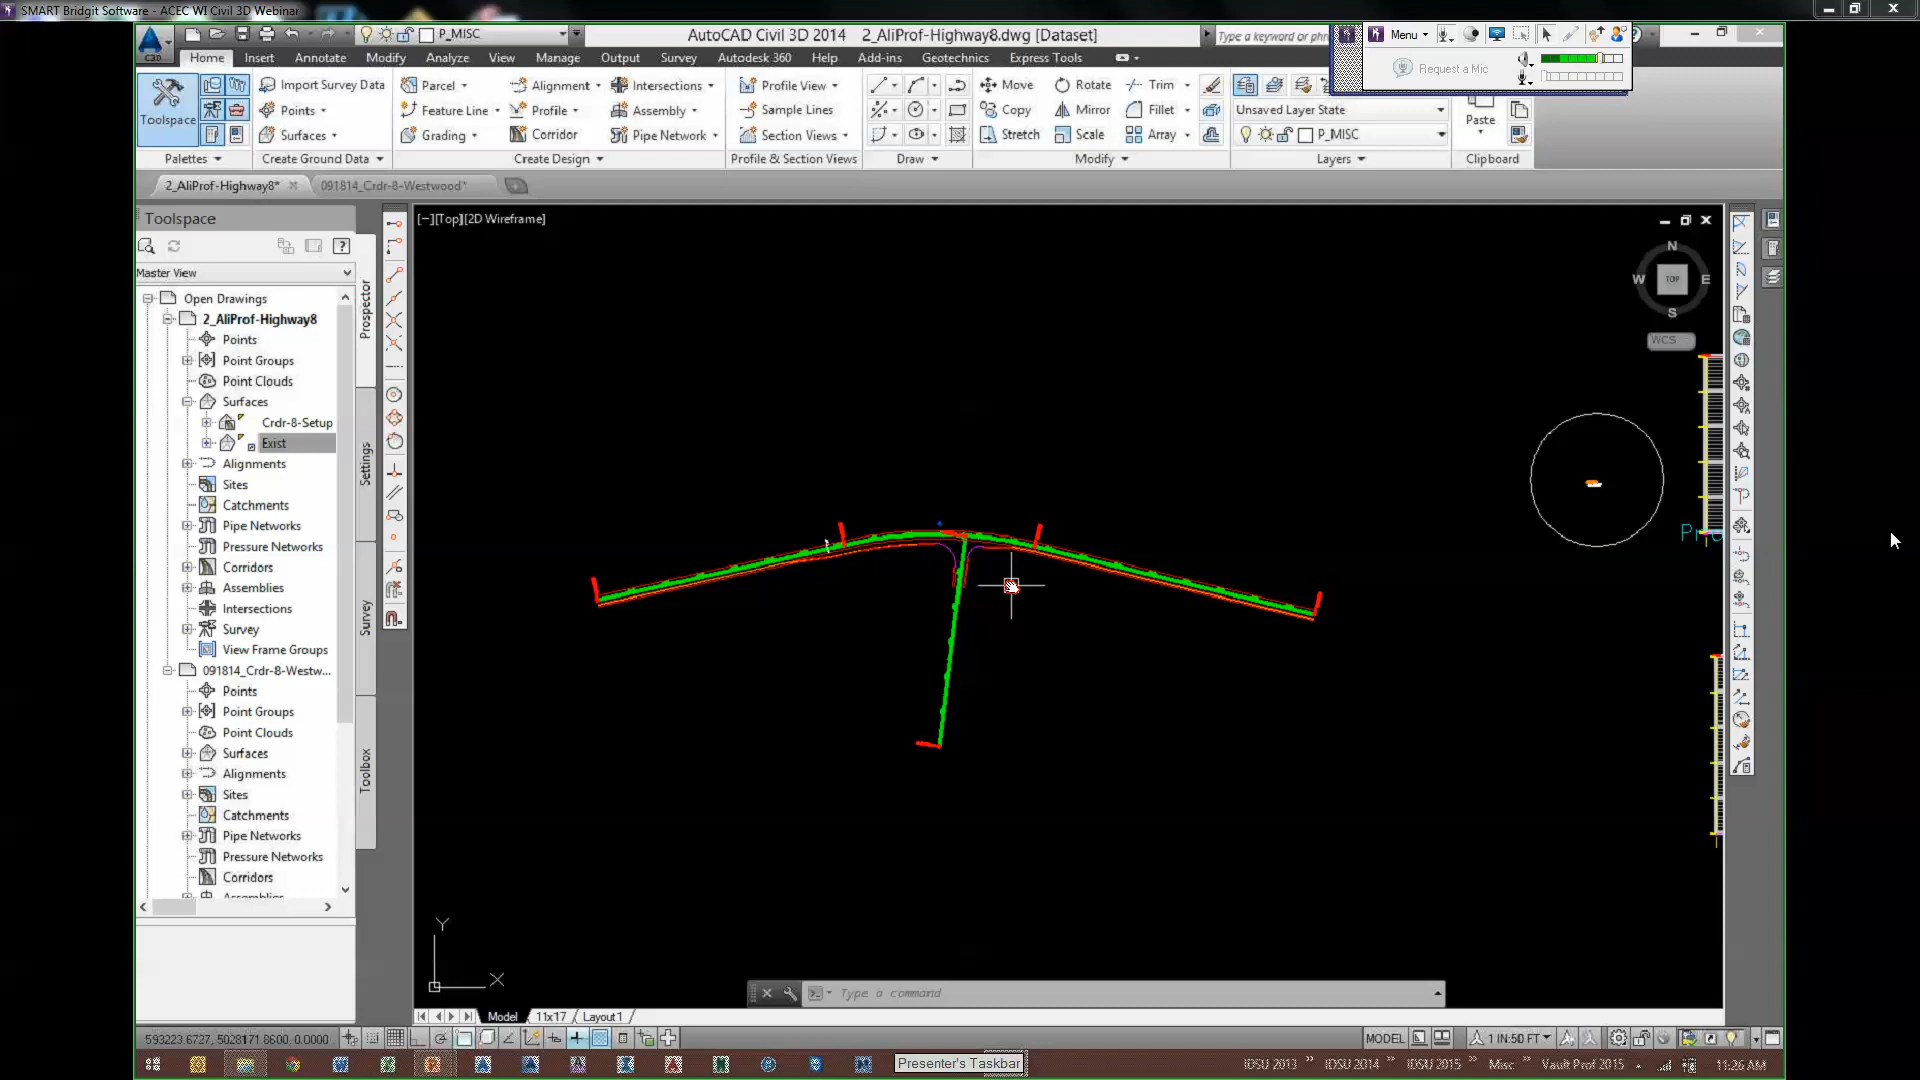 SMART Bridgit Software - ACEC WI Civil 3D Webinar
P_MISC
AutoCAD Civil 3D 2014 2_AliProf-Highway8.dwg [Dataset]
Type a keyword or phr
Menu
C3D
Home Insert Annotate Modify Analyze View Manage Output Survey Autodesk 360 Help Add-ins Geotechnics Express Tools
Request a Mic
Toolspace
Import Survey Data
Points
Surfaces
Parcel
Feature Line
Grading
Alignment
Profile
Corridor
Intersections
Assembly
Pipe Network
Profile View
Sample Lines
Section Views
Move
Copy
Stretch
Rotate
Mirror
Scale
Trim
Fillet
Array
Unsaved Layer State
P_MISC
Paste
Palettes
Create Ground Data
Create Design
Profile & Section Views
Draw
Modify
Layers
Clipboard
2_AliProf-Highway8*
091814_Crdr-8-Westwood*
Toolspace
Master View
Open Drawings
2_AliProf-Highway8
Points
Point Groups
Point Clouds
Surfaces
Crdr-8-Setup
Exist
Alignments
Sites
Catchments
Pipe Networks
Pressure Networks
Corridors
Assemblies
Intersections
Survey
View Frame Groups
091814_Crdr-8-Westw...
Points
Point Groups
Point Clouds
Surfaces
Alignments
Sites
Catchments
Pipe Networks
Pressure Networks
Corridors
Assemblies
Prospector
Settings
Survey
Toolbox
[−][Top][2D Wireframe]
N
W
TOP
E
S
WCS
Y
X
Type a command
Model 11x17 Layout1
593223.6727, 5028171.8600, 0.0000
MODEL
1 IN:50 FT
Presenter's Taskbar
IDSU 2013
IDSU 2014
IDSU 2015
Misc
Vault Prof 2015
11:26 AM